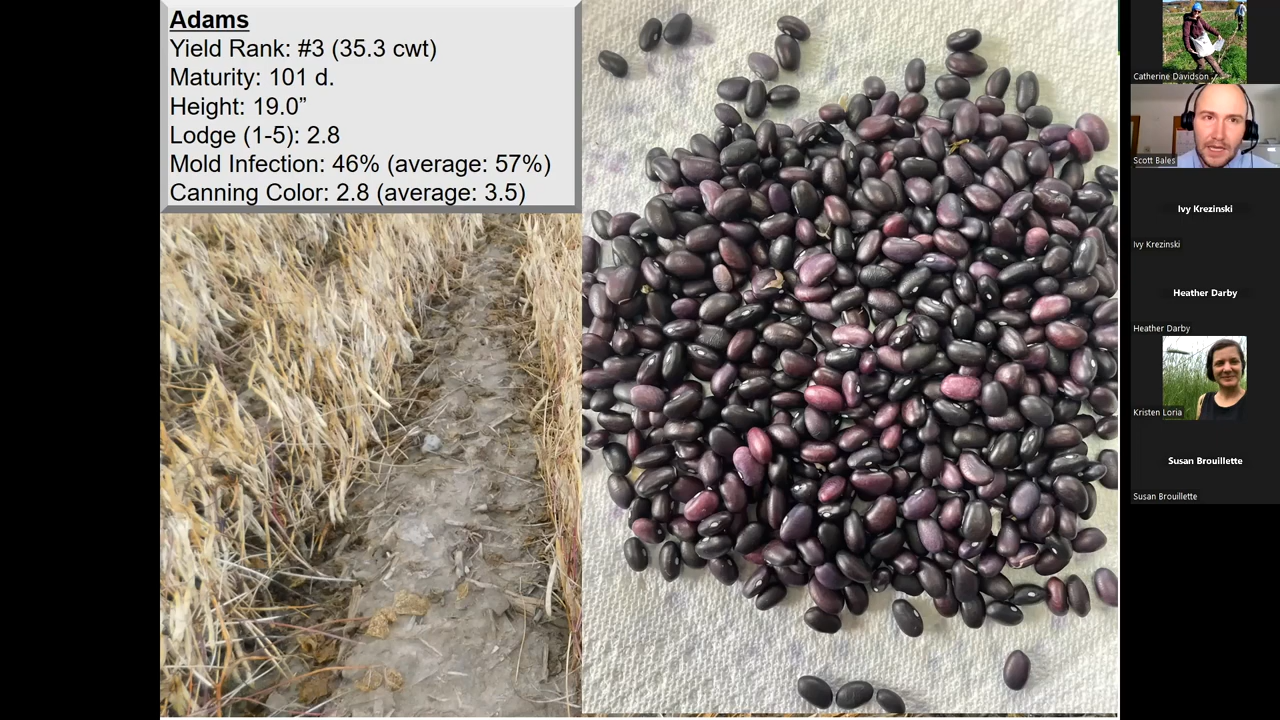 Adams
Yield Rank: #3 (35.3 cwt)
Maturity: 101 d.
Height: 19.0”
Lodge (1-5): 2.8
Mold Infection: 46% (average: 57%)
Canning Color: 2.8 (average: 3.5)
Catherine Davidson
Scott Bales
Ivy Krezinski
Ivy Krezinski
Heather Darby
Heather Darby
Kristen Loria
Susan Brouillette
Susan Brouillette